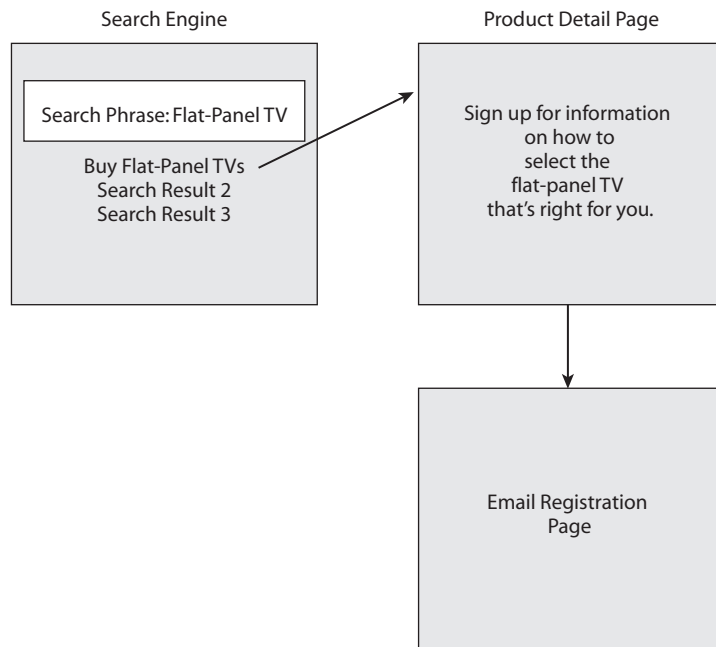 Search Engine
Search Phrase: Flat-Panel TV
Buy Flat-Panel TVs
Search Result 2
Search Result 3
Product Detail Page
Sign up for information
on how to
select the
flat-panel TV
that's right for you.
Email Registration
Page